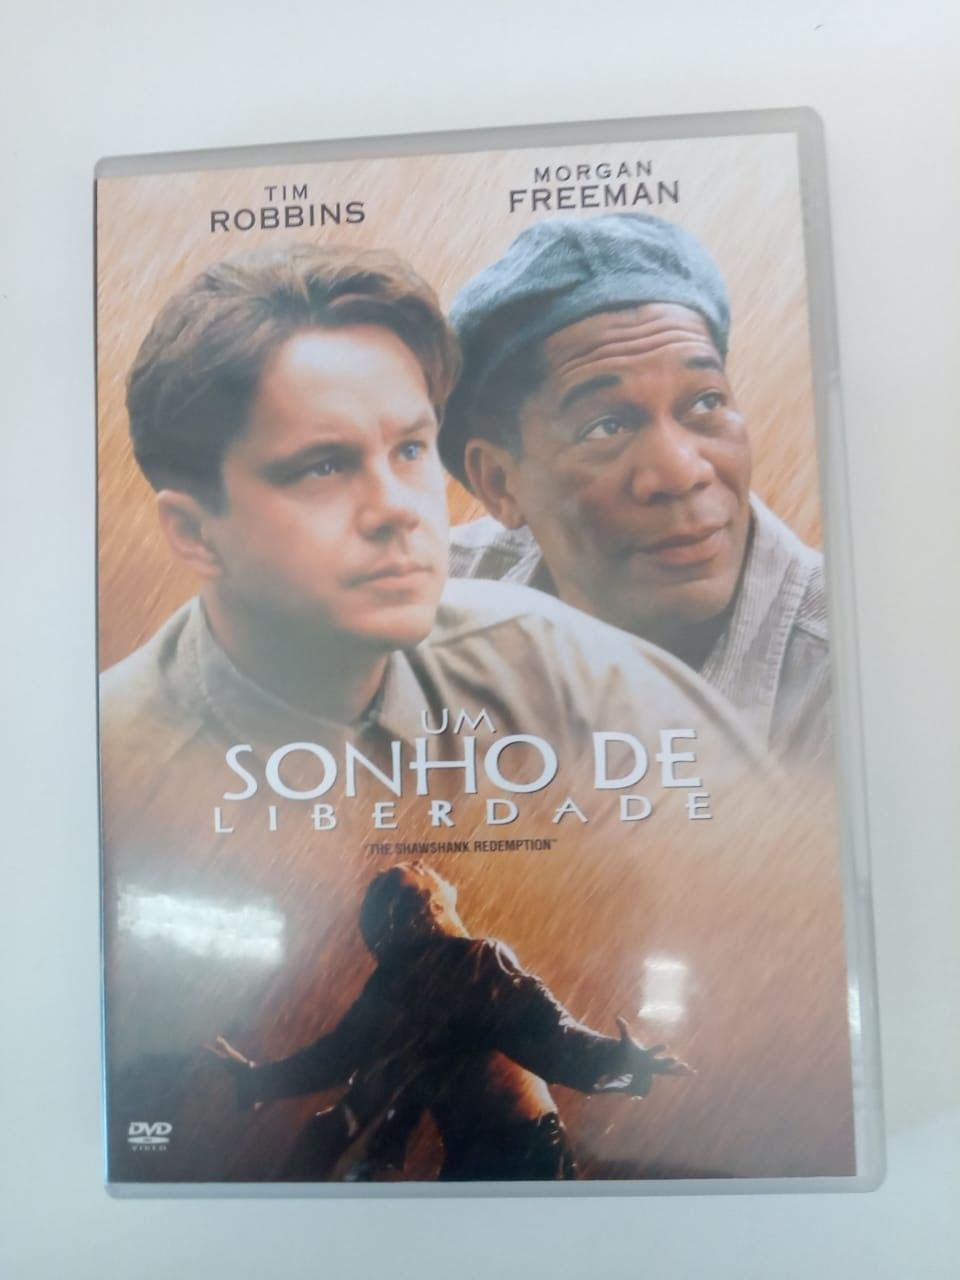 TIM
ROBBINS
MORGAN
FREEMAN
UM
SONHO DE
LIBERDADE
"THE SHAWSHANK REDEMPTION"
DVD
VIDEO